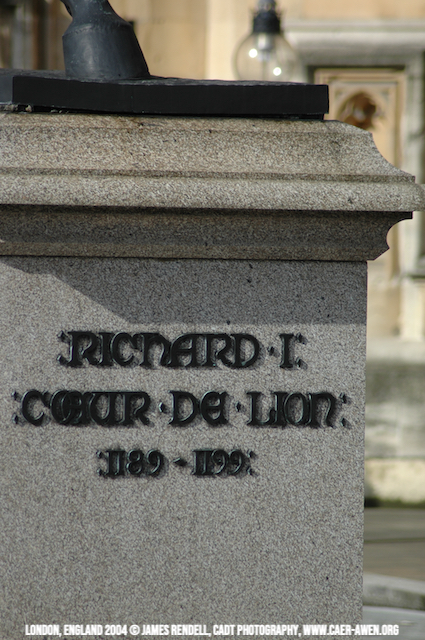 :RICHARD·I:
:CŒUR·DE·LION:
:1189-1199:
LONDON, ENGLAND 2004 © JAMES RENDELL, CADT PHOTOGRAPHY, WWW.CAER-AWEN.ORG